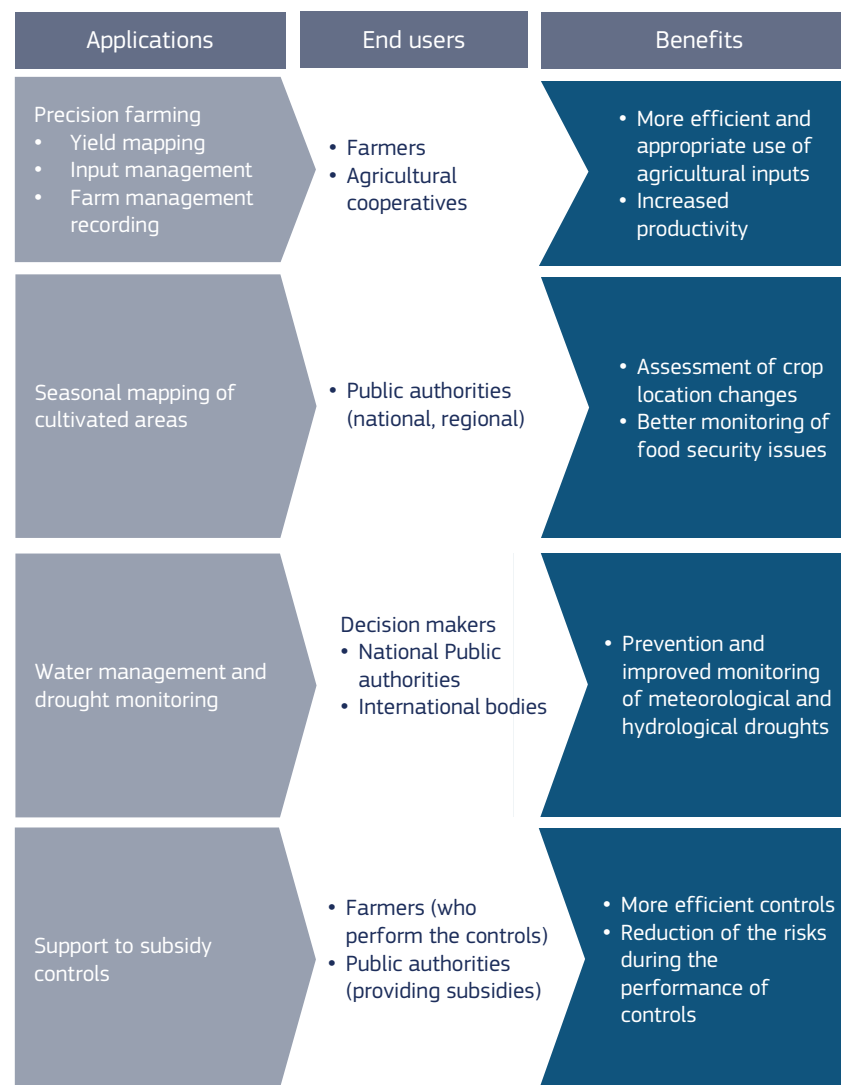 Applications
End users
Benefits
Precision farming
• Yield mapping
• Input management
• Farm management
recording
• Farmers
• Agricultural
cooperatives
• More efficient and
appropriate use of
agricultural inputs
• Increased
productivity
Seasonal mapping of
cultivated areas
• Public authorities
(national, regional)
• Assessment of crop
location changes
• Better monitoring of
food security issues
Water management and
drought monitoring
Decision makers
• National Public
authorities
• International bodies
• Prevention and
improved monitoring
of meteorological and
hydrological droughts
Support to subsidy
controls
• Farmers (who
perform the controls)
• Public authorities
(providing subsidies)
• More efficient controls
• Reduction of the risks
during the
performance of
controls